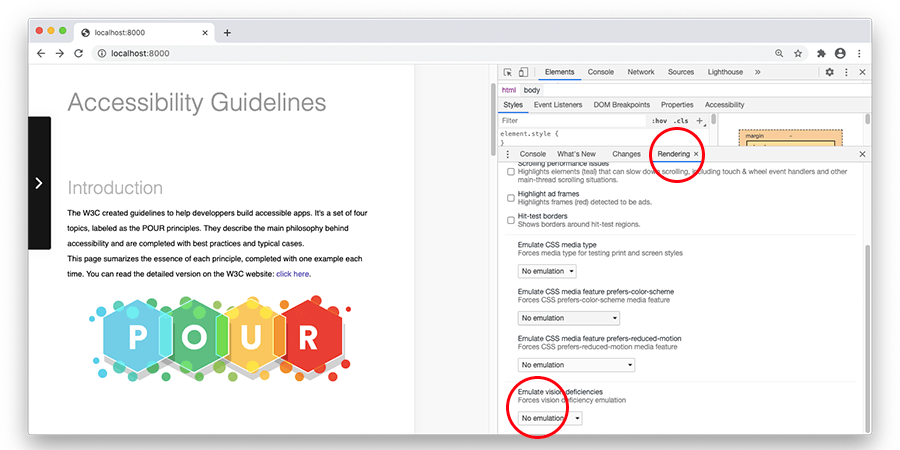 localhost:8000
localhost:8000
Accessibility Guidelines
Introduction
The W3C created guidelines to help developpers build accessible apps. It's a set of four
topics, labeled as the POUR principles. They describe the main philosophy behind
accessibility and are completed with best practices and typical cases.
This page sumarizes the essence of each principle, completed with one example each
time. You can read the detailed version on the W3C website: click here.
P O U R
Elements Console Network Sources Lighthouse »
html body
Styles Event Listeners DOM Breakpoints Properties Accessibility
Filter :hov .cls +
element.style {
}
margin -
Console What's New Changes Rendering ×
Scrolling performance issues
Highlights elements (teal) that can slow down scrolling, including touch & wheel event handlers and other
main-thread scrolling situations.
Highlight ad frames
Highlights frames (red) detected to be ads.
Hit-test borders
Shows borders around hit-test regions.
Emulate CSS media type
Forces media type for testing print and screen styles
No emulation
Emulate CSS media feature prefers-color-scheme
Forces CSS prefers-color-scheme media feature
No emulation
Emulate CSS media feature prefers-reduced-motion
Forces CSS prefers-reduced-motion media feature
No emulation
Emulate vision deficiencies
Forces vision deficiency emulation
No emulation